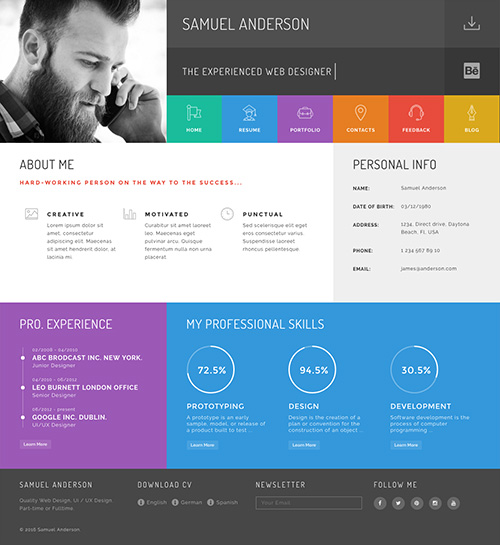 SAMUEL ANDERSON
THE EXPERIENCED WEB DESIGNER
Bē
HOME
RESUME
PORTFOLIO
CONTACTS
FEEDBACK
BLOG
ABOUT ME
HARD-WORKING PERSON ON THE WAY TO THE SUCCESS...
CREATIVE
Lorem ipsum dolor sit
amet, consectetur
adipiscing elit. Maecenas
sit amet hendrerit dolor, at
lacinia mi.
MOTIVATED
Curabitur sit amet laoreet
leo. Maecenas eget
pulvinar arcu. Quisque
fermentum nulla non urna
placerat.
PUNCTUAL
Sed scelerisque elit eget
eros consectetur varius.
Suspendisse laoreet
rhoncus pellentesque.
PERSONAL INFO
NAME: Samuel Anderson
DATE OF BIRTH: 03/12/1980
ADDRESS: 1234, Direct drive, Daytona
Beach, Fl, USA
PHONE: 1 234 567 89 10
EMAIL: james@anderson.com
PRO. EXPERIENCE
02/2008 - 04/2010
ABC BRODCAST INC. NEW YORK.
Junior Designer
04/2010 - 08/2012
LEO BURNETT LONDON OFFICE
Senior Designer
08/2012 - present
GOOGLE INC. DUBLIN.
UI/UX Designer
Learn More
MY PROFESSIONAL SKILLS
72.5%
PROTOTYPING
A prototype is an early
sample, model, or release of
a product built to test ...
Learn More
94.5%
DESIGN
Design is the creation of a
plan or convention for the
construction of an object ...
Learn More
30.5%
DEVELOPMENT
Software development is the
process of computer
programming ...
Learn More
SAMUEL ANDERSON
Quality Web Design, UI / UX Design
Part-time or Fulltime.
© 2016 Samuel Anderson
DOWNLOAD CV
English German Spanish
NEWSLETTER
Your Email
FOLLOW ME